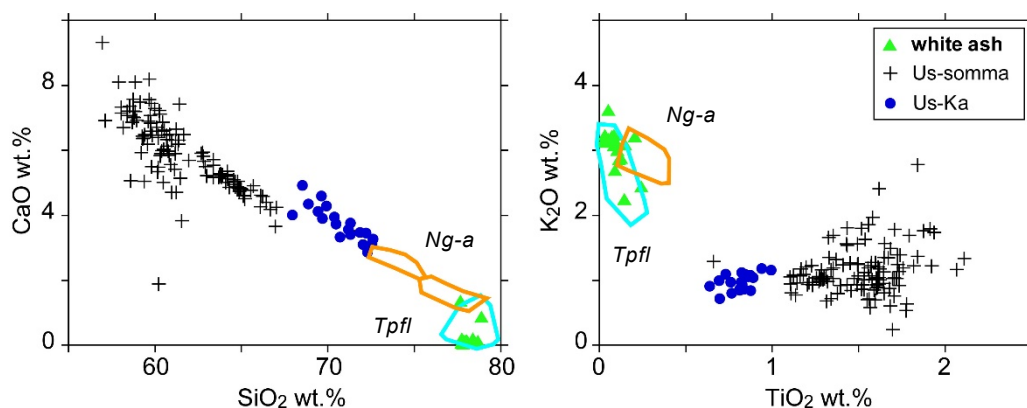 8
4
0
CaO wt.%
60
70
80
SiO₂ wt.%
Ng-a
Tpfl
4
2
0
K₂O wt.%
0
1
2
TiO₂ wt.%
Ng-a
Tpfl
white ash
Us-somma
Us-Ka